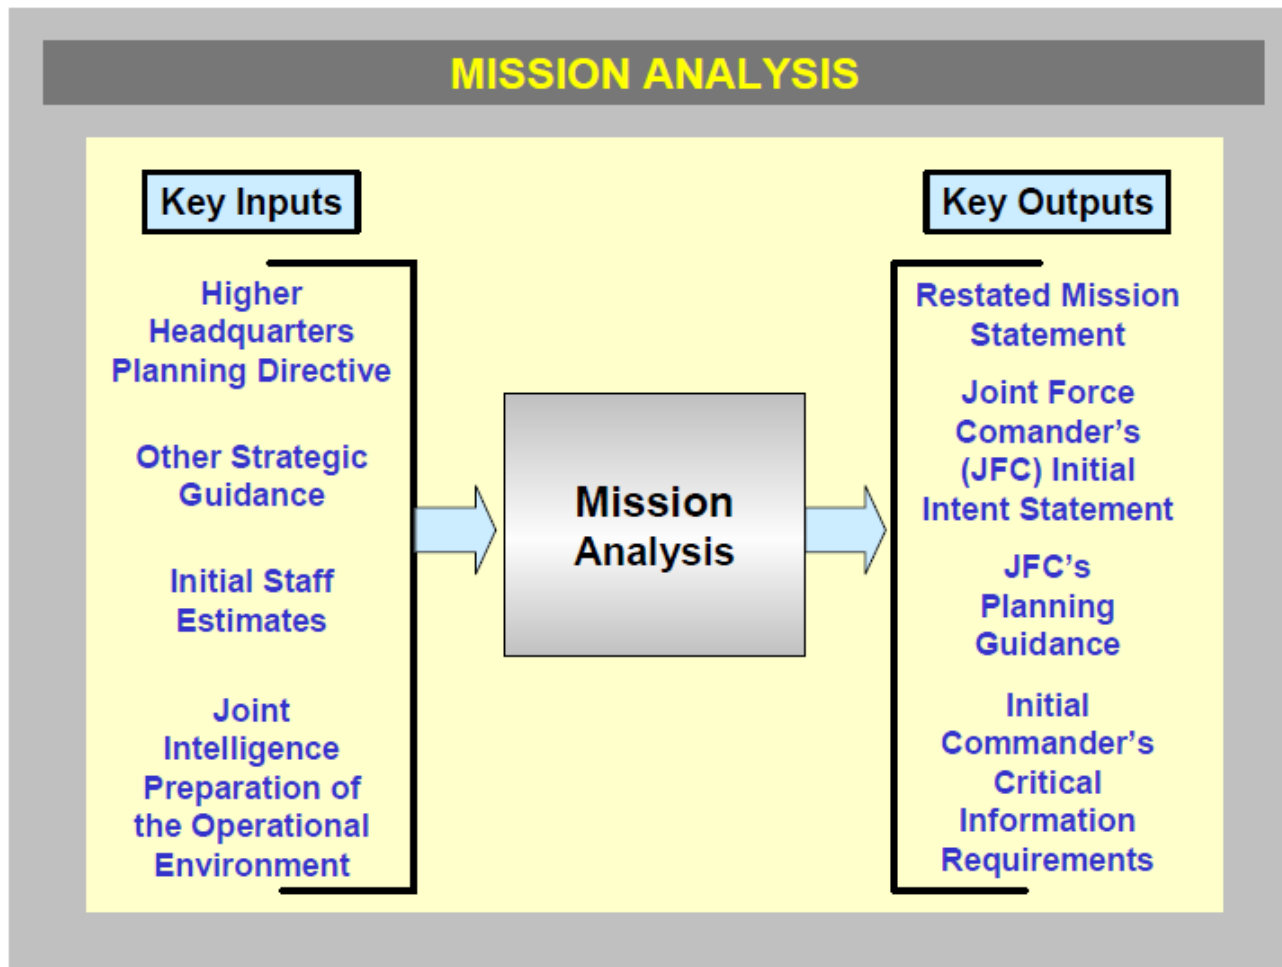 MISSION ANALYSIS
Key Inputs
Higher
Headquarters
Planning Directive
Other Strategic
Guidance
Initial Staff
Estimates
Joint
Intelligence
Preparation of
the Operational
Environment
Mission
Analysis
Key Outputs
Restated Mission
Statement
Joint Force
Comander’s
(JFC) Initial
Intent Statement
JFC’s
Planning
Guidance
Initial
Commander’s
Critical
Information
Requirements